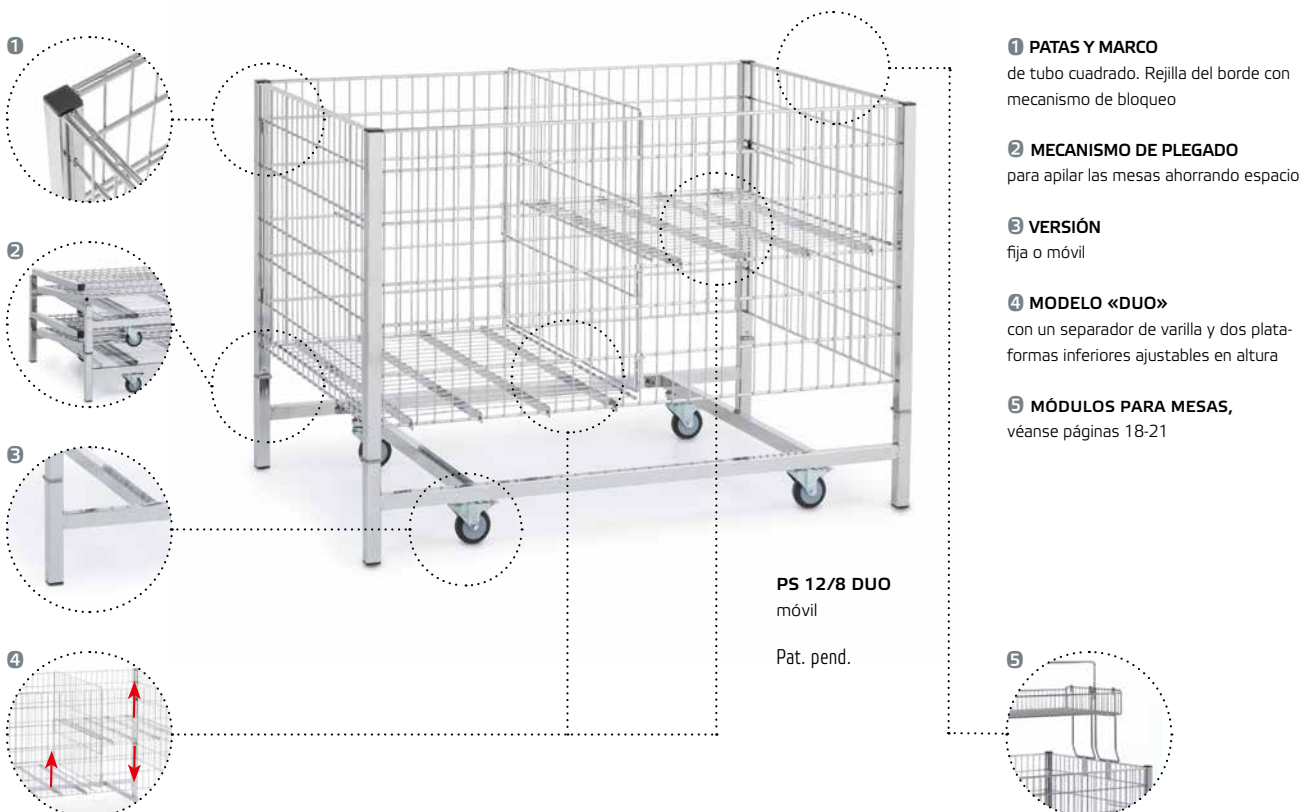 1
2
3
4
1 PATAS Y MARCO
de tubo cuadrado. Rejilla del borde con
mecanismo de bloqueo
2 MECANISMO DE PLEGADO
para apilar las mesas ahorrando espacio
3 VERSIÓN
fija o móvil
4 MODELO «DUO»
con un separador de varilla y dos plata-
formas inferiores ajustables en altura
5 MÓDULOS PARA MESAS,
véanse páginas 18-21
PS 12/8 DUO
móvil
Pat. pend.
5